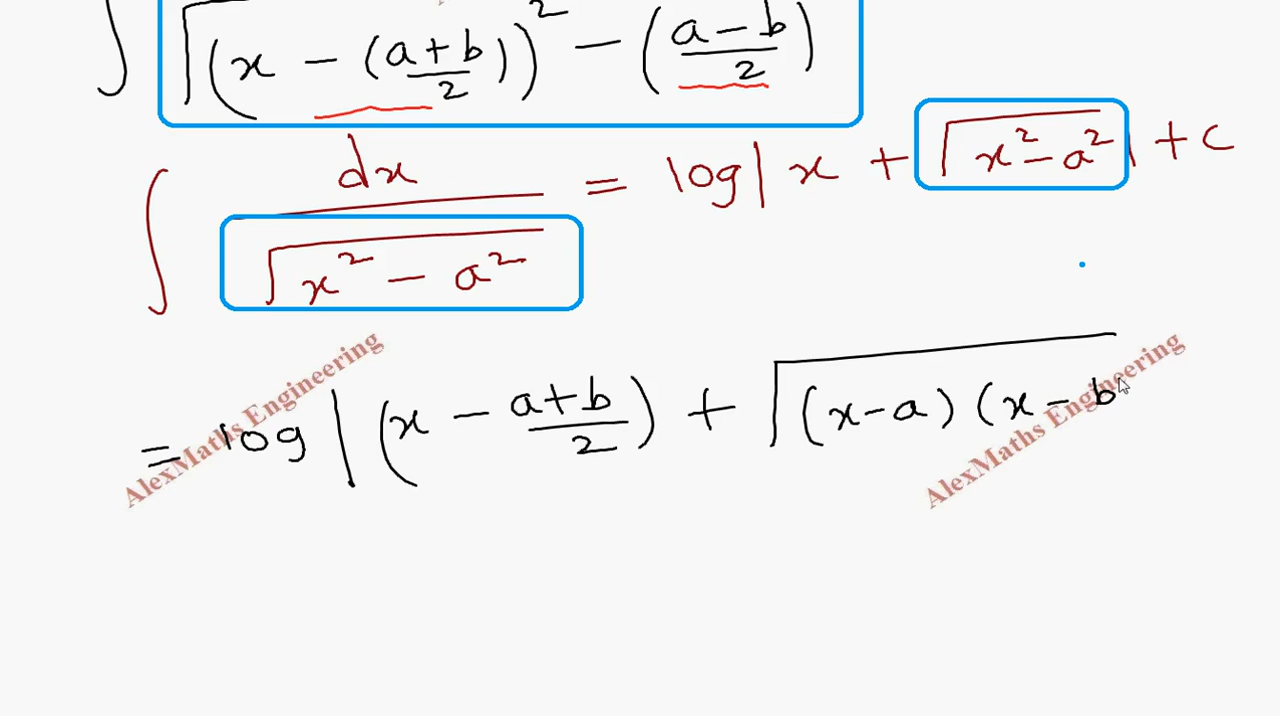 ∫ √((x − (a+b)/2))² − ((a−b)/2)
∫ dx / √(x² − a²) = log|x + √(x² − a²)| + c
= log|(x − (a+b)/2) + √((x−a)(x−b
AlexMaths Engineering
AlexMaths Engineering